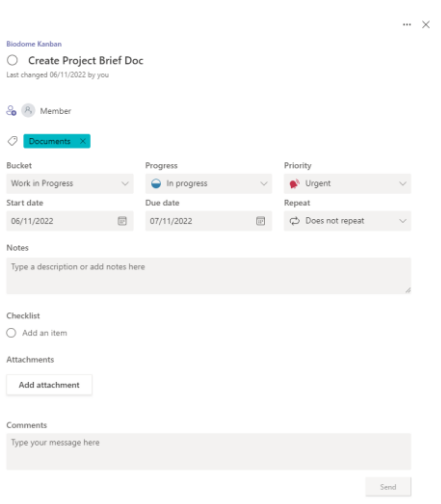 Biodome Kanban
Create Project Brief Doc
Last changed 06/11/2022 by you
Member
Documents
Bucket Progress Priority
Work in Progress In progress Urgent
Start date Due date Repeat
06/11/2022 07/11/2022 Does not repeat
Notes
Type a description or add notes here
Checklist
Add an item
Attachments
Add attachment
Comments
Type your message here
Send